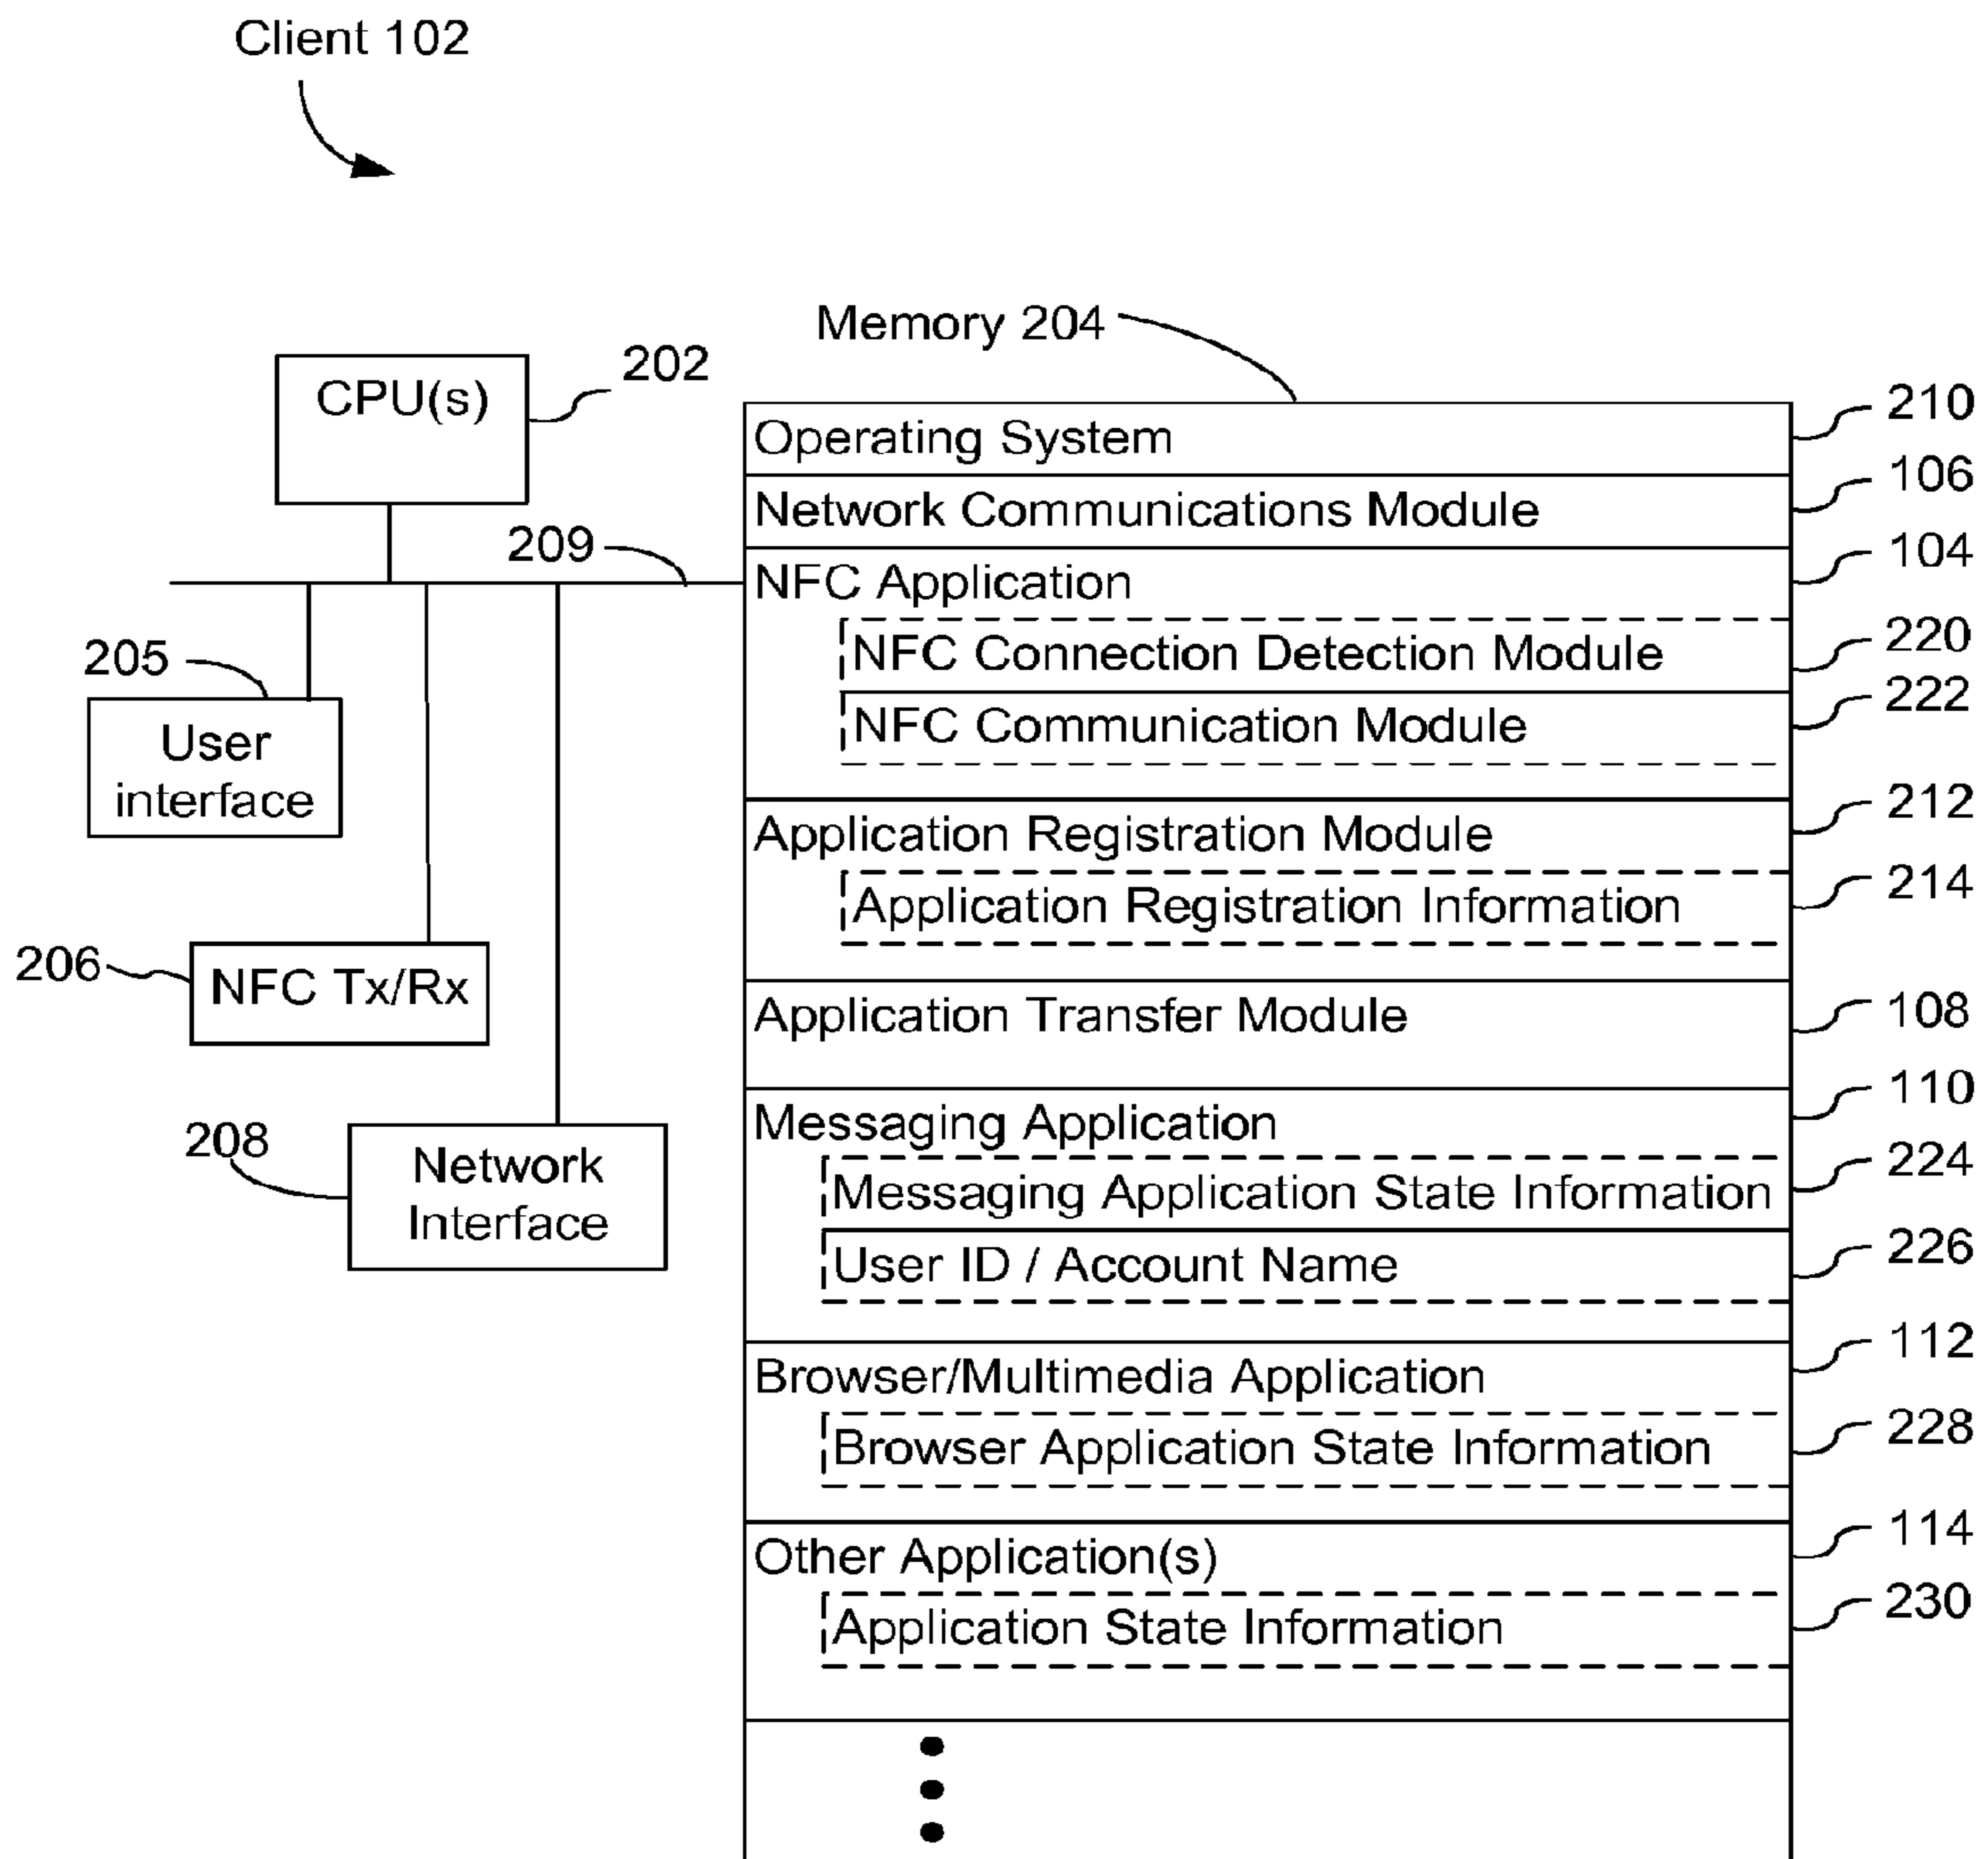 Client 102
Memory 204
CPU(s)
202
209
205
User
interface
206
NFC Tx/Rx
208
Network
Interface
Operating System
210
Network Communications Module
106
NFC Application
104
NFC Connection Detection Module
220
NFC Communication Module
222
Application Registration Module
212
Application Registration Information
214
Application Transfer Module
108
Messaging Application
110
Messaging Application State Information
224
User ID / Account Name
226
Browser/Multimedia Application
112
Browser Application State Information
228
Other Application(s)
114
Application State Information
230